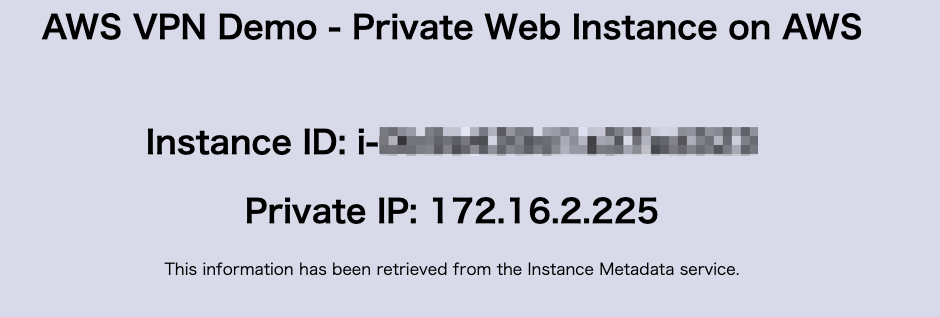 AWS VPN Demo - Private Web Instance on AWS
Instance ID: i-
Private IP: 172.16.2.225
This information has been retrieved from the Instance Metadata service.